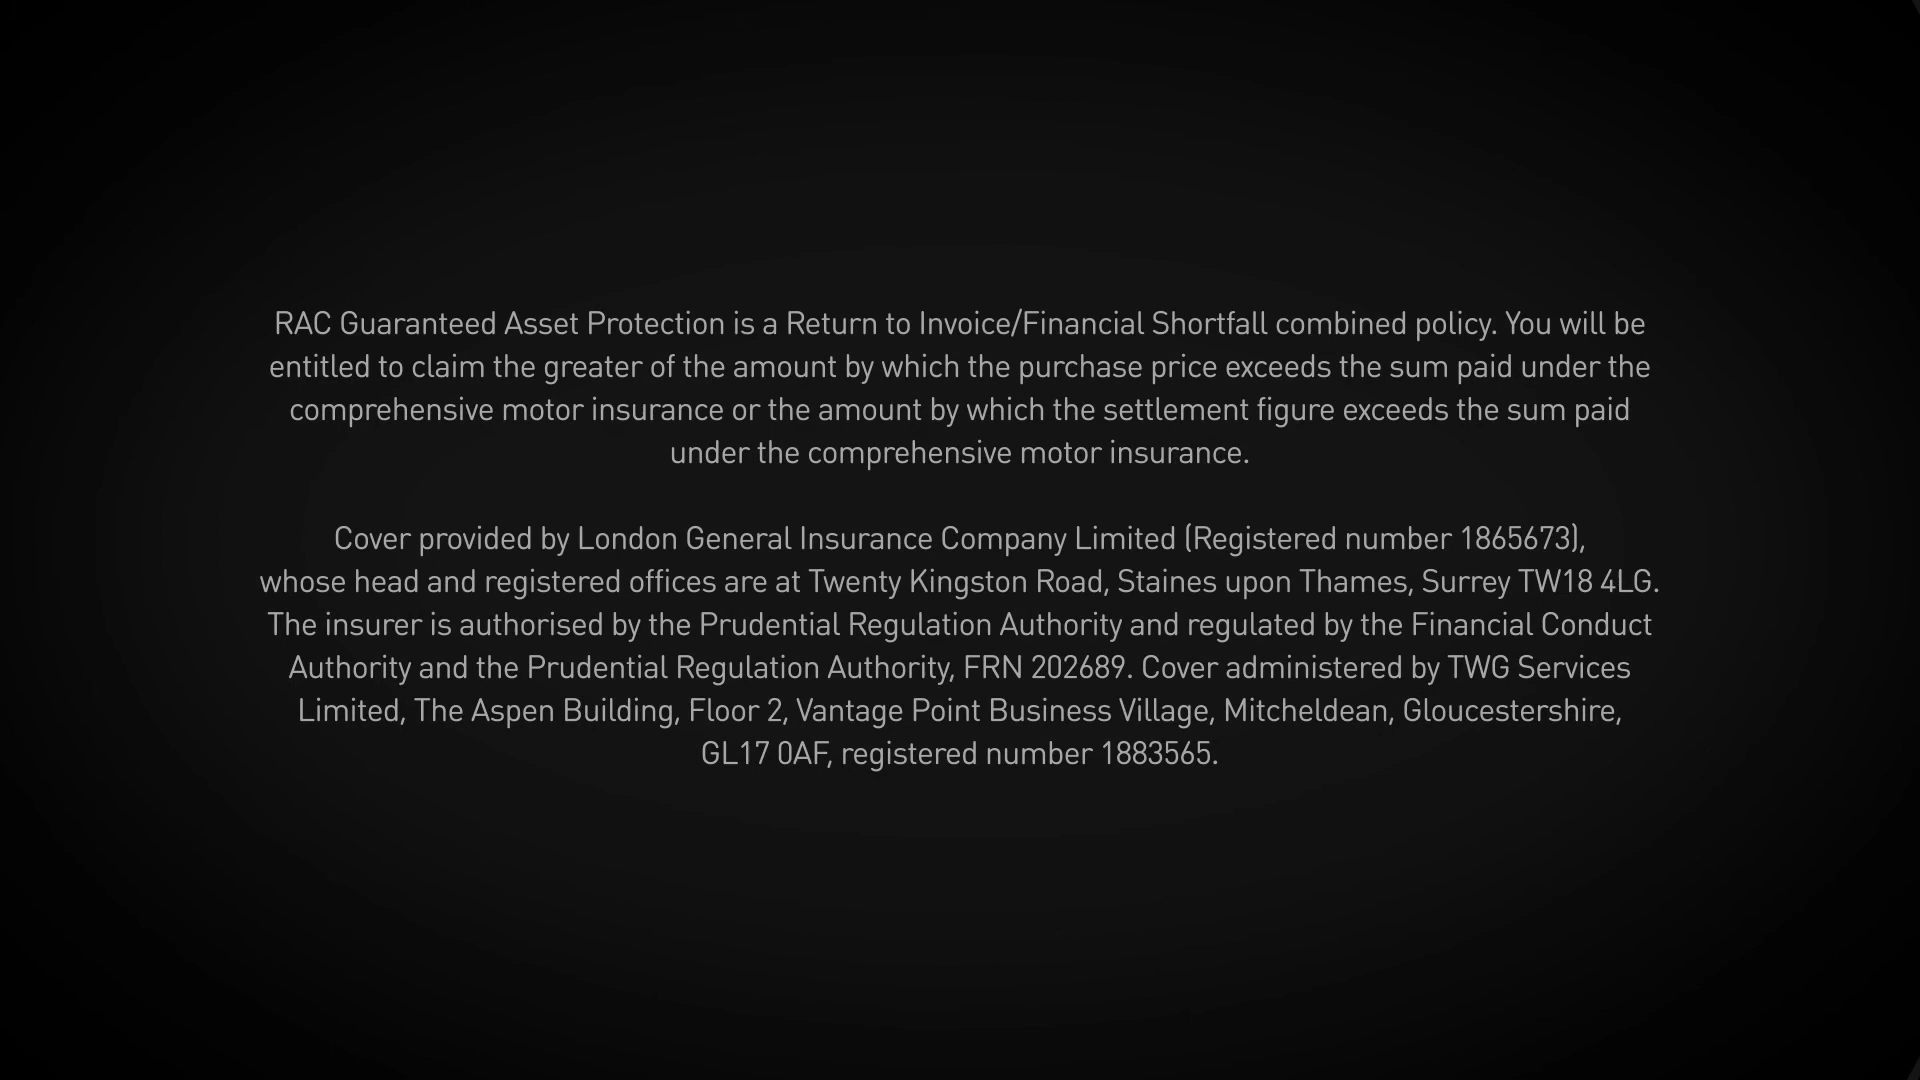 RAC Guaranteed Asset Protection is a Return to Invoice/Financial Shortfall combined policy. You will be
entitled to claim the greater of the amount by which the purchase price exceeds the sum paid under the
comprehensive motor insurance or the amount by which the settlement figure exceeds the sum paid
under the comprehensive motor insurance.
Cover provided by London General Insurance Company Limited (Registered number 1865673),
whose head and registered offices are at Twenty Kingston Road, Staines upon Thames, Surrey TW18 4LG.
The insurer is authorised by the Prudential Regulation Authority and regulated by the Financial Conduct
Authority and the Prudential Regulation Authority, FRN 202689. Cover administered by TWG Services
Limited, The Aspen Building, Floor 2, Vantage Point Business Village, Mitcheldean, Gloucestershire,
GL17 0AF, registered number 1883565.